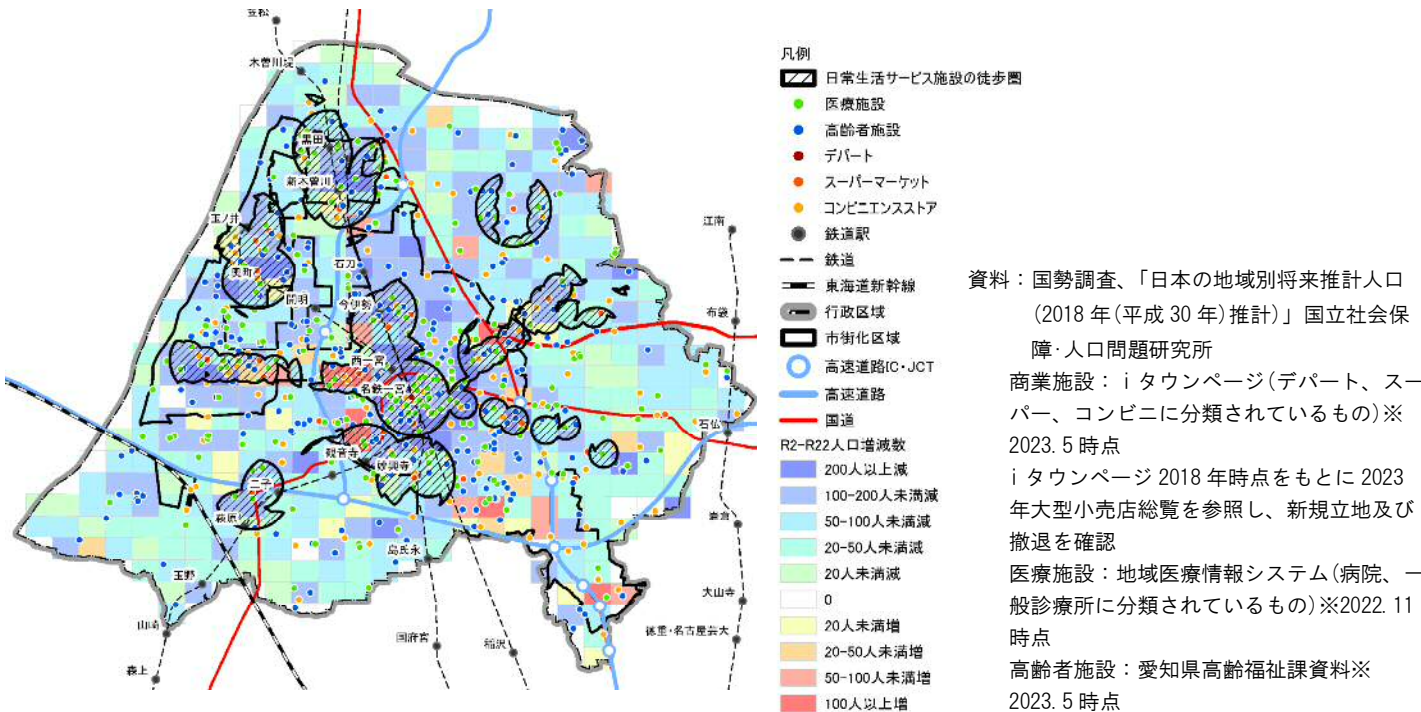 笠松
木曽川堤
黒田
新木曽川
玉ノ井
奥町
石刀
開明
今伊勢
西一宮
名鉄一宮
観音寺
妙興寺
二子
萩原
島氏永
玉野
山崎
森上
国府宮
稲沢
江南
布袋
石仏
岩倉
大山寺
徳重・名古屋芸大
凡例
日常生活サービス施設の徒歩圏
医療施設
高齢者施設
デパート
スーパーマーケット
コンビニエンスストア
鉄道駅
鉄道
東海道新幹線
行政区域
市街化区域
高速道路IC・JCT
高速道路
国道
R2-R22人口増減数
200人以上減
100-200人未満減
50-100人未満減
20-50人未満減
20人未満減
0
20人未満増
20-50人未満増
50-100人未満増
100人以上増
資料：国勢調査、「日本の地域別将来推計人口
(2018年(平成30年)推計)」国立社会保
障・人口問題研究所
商業施設：ｉタウンページ(デパート、スー
パー、コンビニに分類されているもの)※
2023.5時点
ｉタウンページ2018年時点をもとに2023
年大型小売店総覧を参照し、新規立地及び
撤退を確認
医療施設：地域医療情報システム(病院、一
般診療所に分類されているもの)※2022.11
時点
高齢者施設：愛知県高齢福祉課資料※
2023.5時点